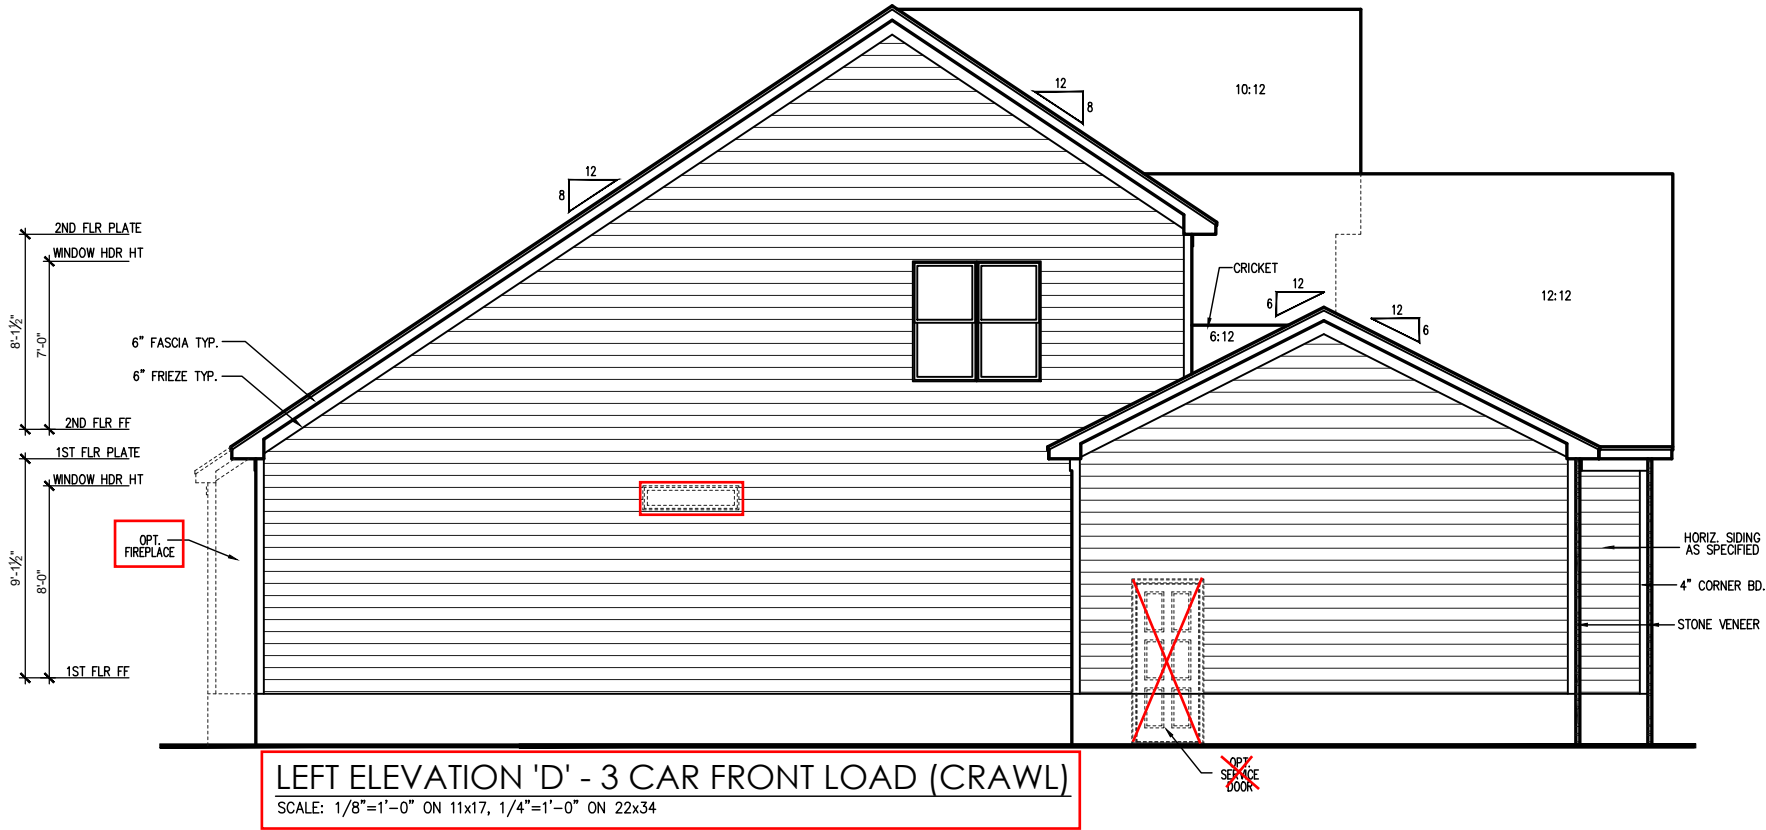 12
8
10:12
12
8
2ND FLR PLATE
WINDOW HDR HT
8'-1½"
7'-0"
CRICKET
12
6
12
6
12:12
6:12
6" FASCIA TYP.
6" FRIEZE TYP.
2ND FLR FF
1ST FLR PLATE
WINDOW HDR HT
9'-1½"
8'-0"
OPT.
FIREPLACE
HORIZ. SIDING
AS SPECIFIED
4" CORNER BD.
STONE VENEER
1ST FLR FF
OPT.
SERVICE
DOOR
LEFT ELEVATION 'D' - 3 CAR FRONT LOAD (CRAWL)
SCALE: 1/8"=1'-0" ON 11x17, 1/4"=1'-0" ON 22x34